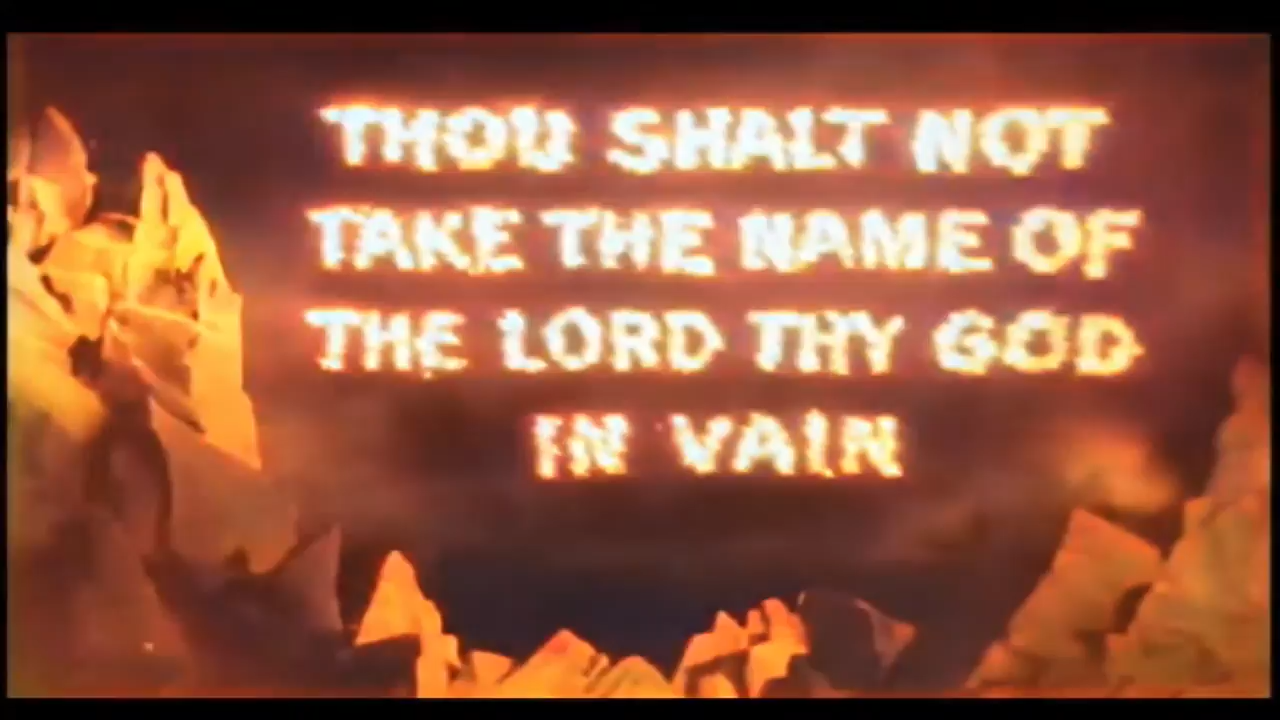 THOU SHALT NOT
TAKE THE NAME OF
THE LORD THY GOD
IN VAIN